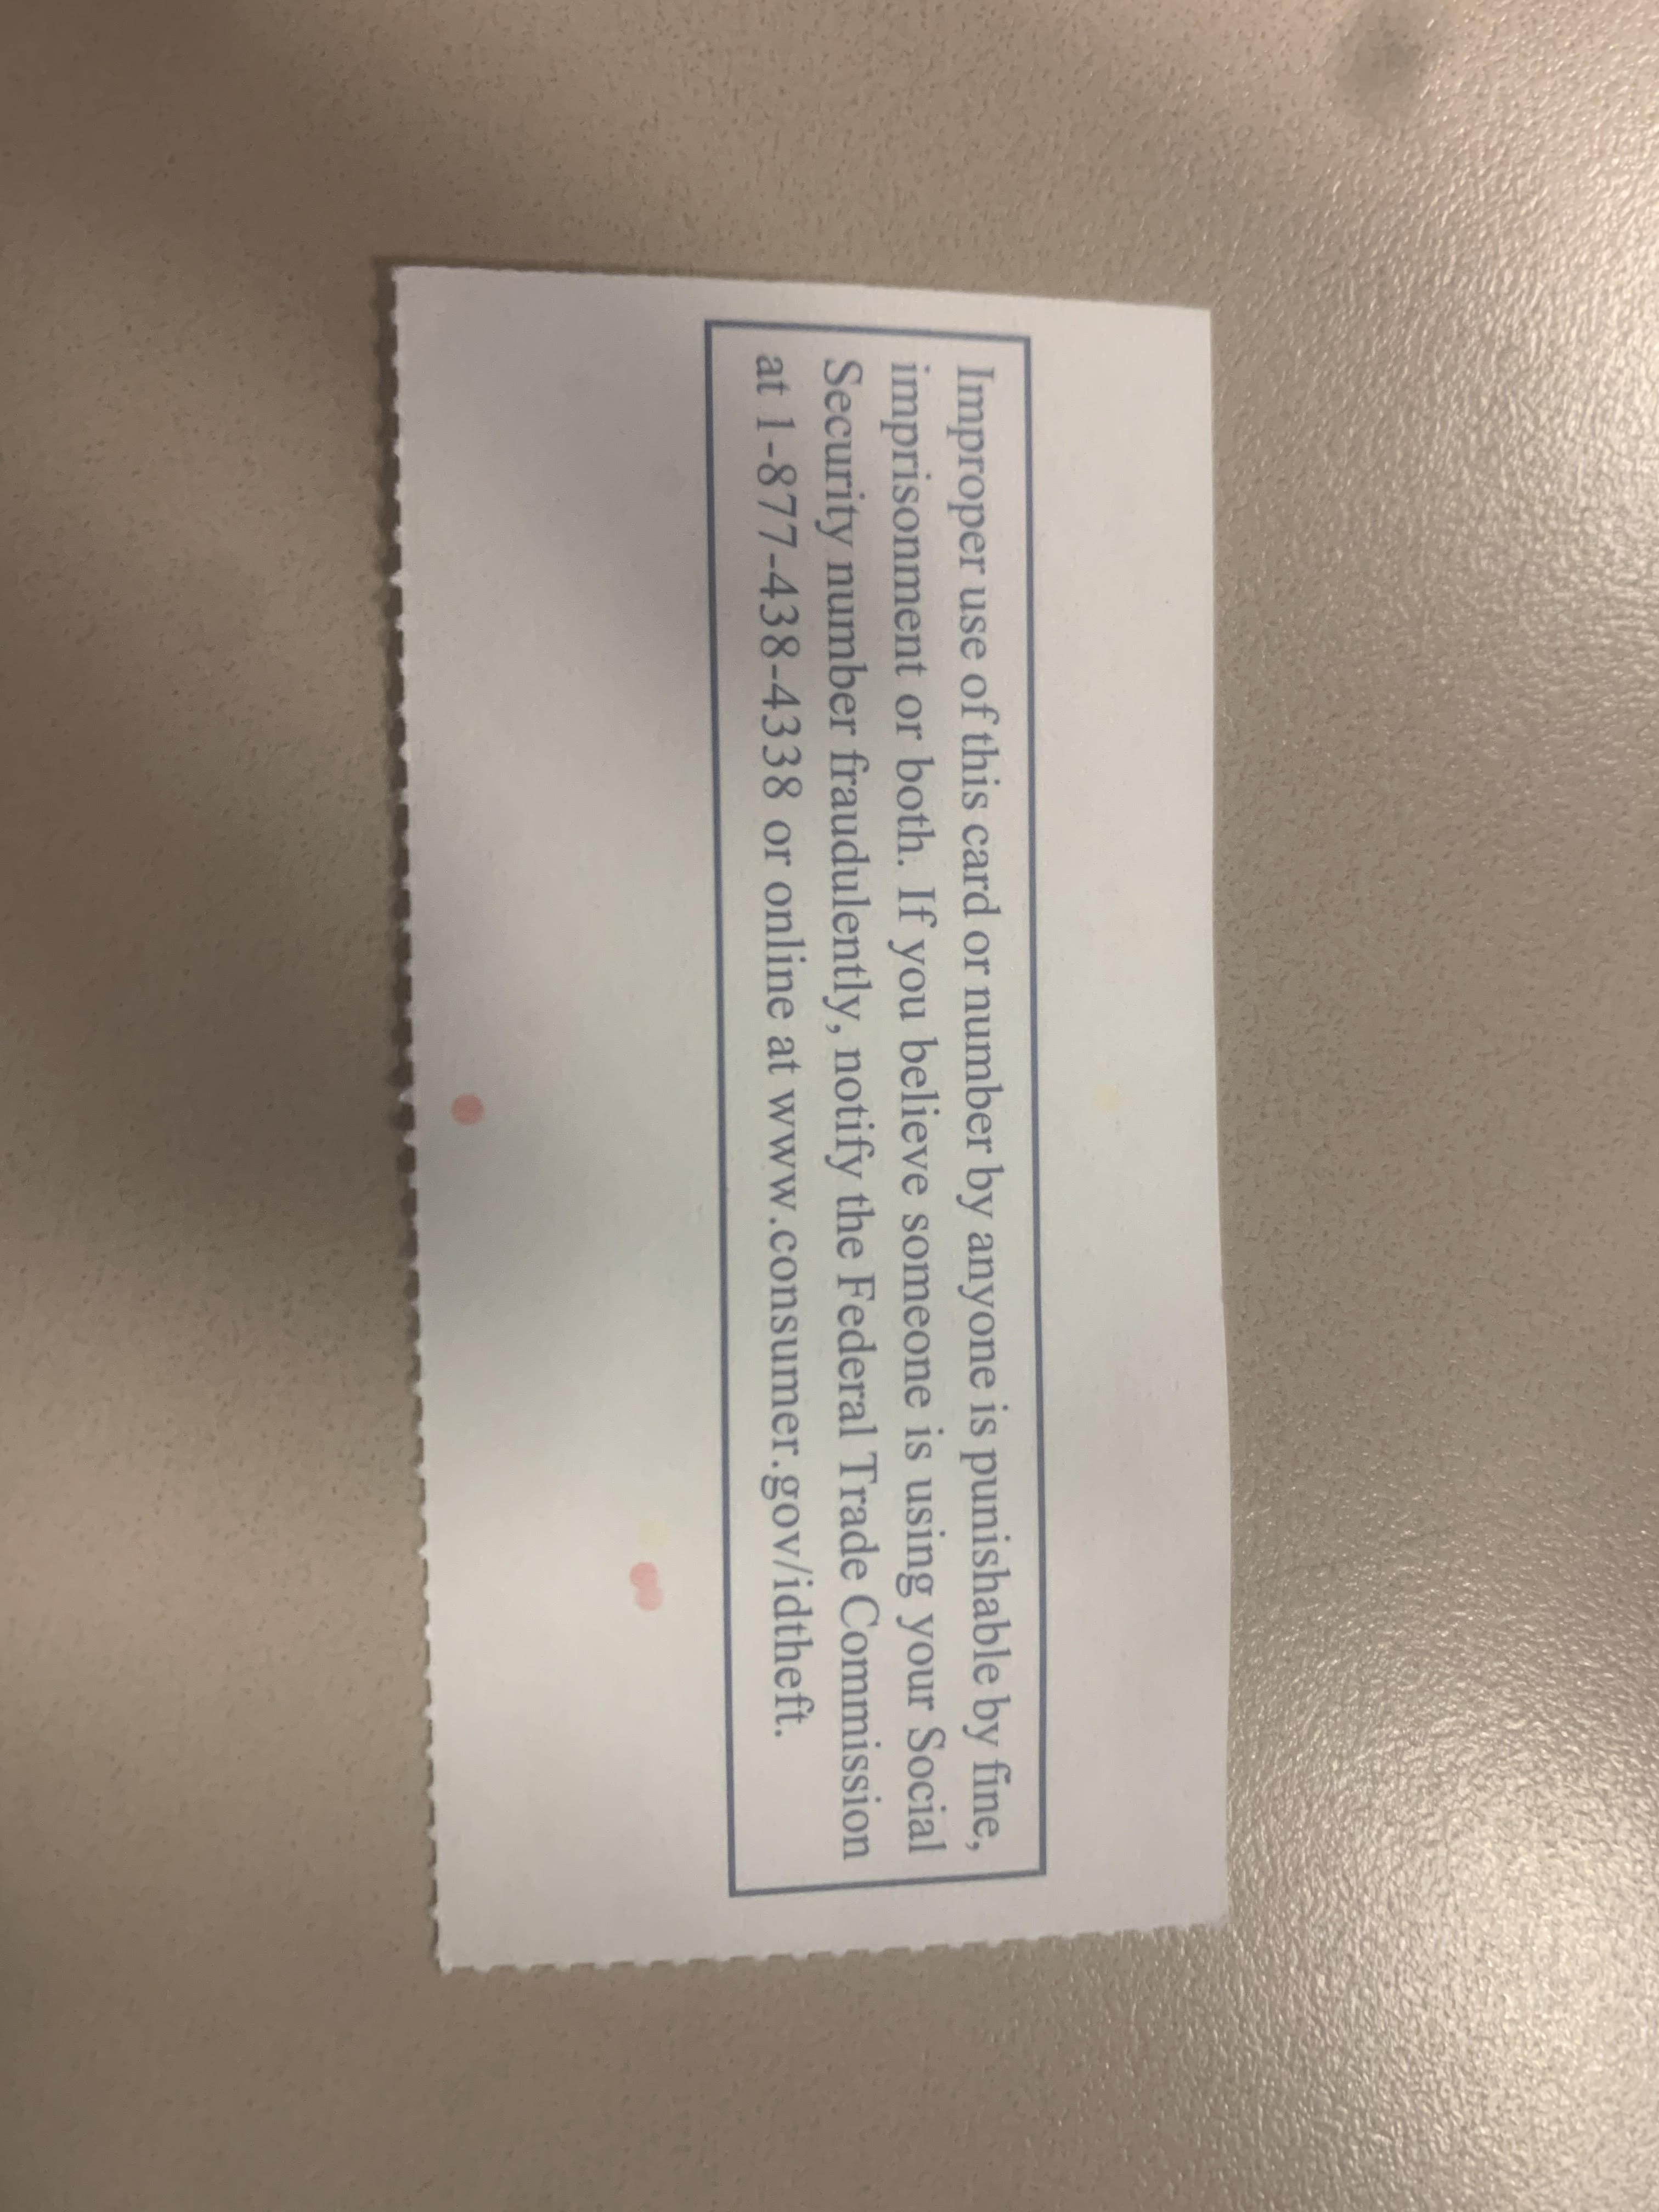 Improper use of this card or number by anyone is punishable by fine,
imprisonment or both. If you believe someone is using your Social
Security number fraudulently, notify the Federal Trade Commission
at 1-877-438-4338 or online at www.consumer.gov/idtheft.